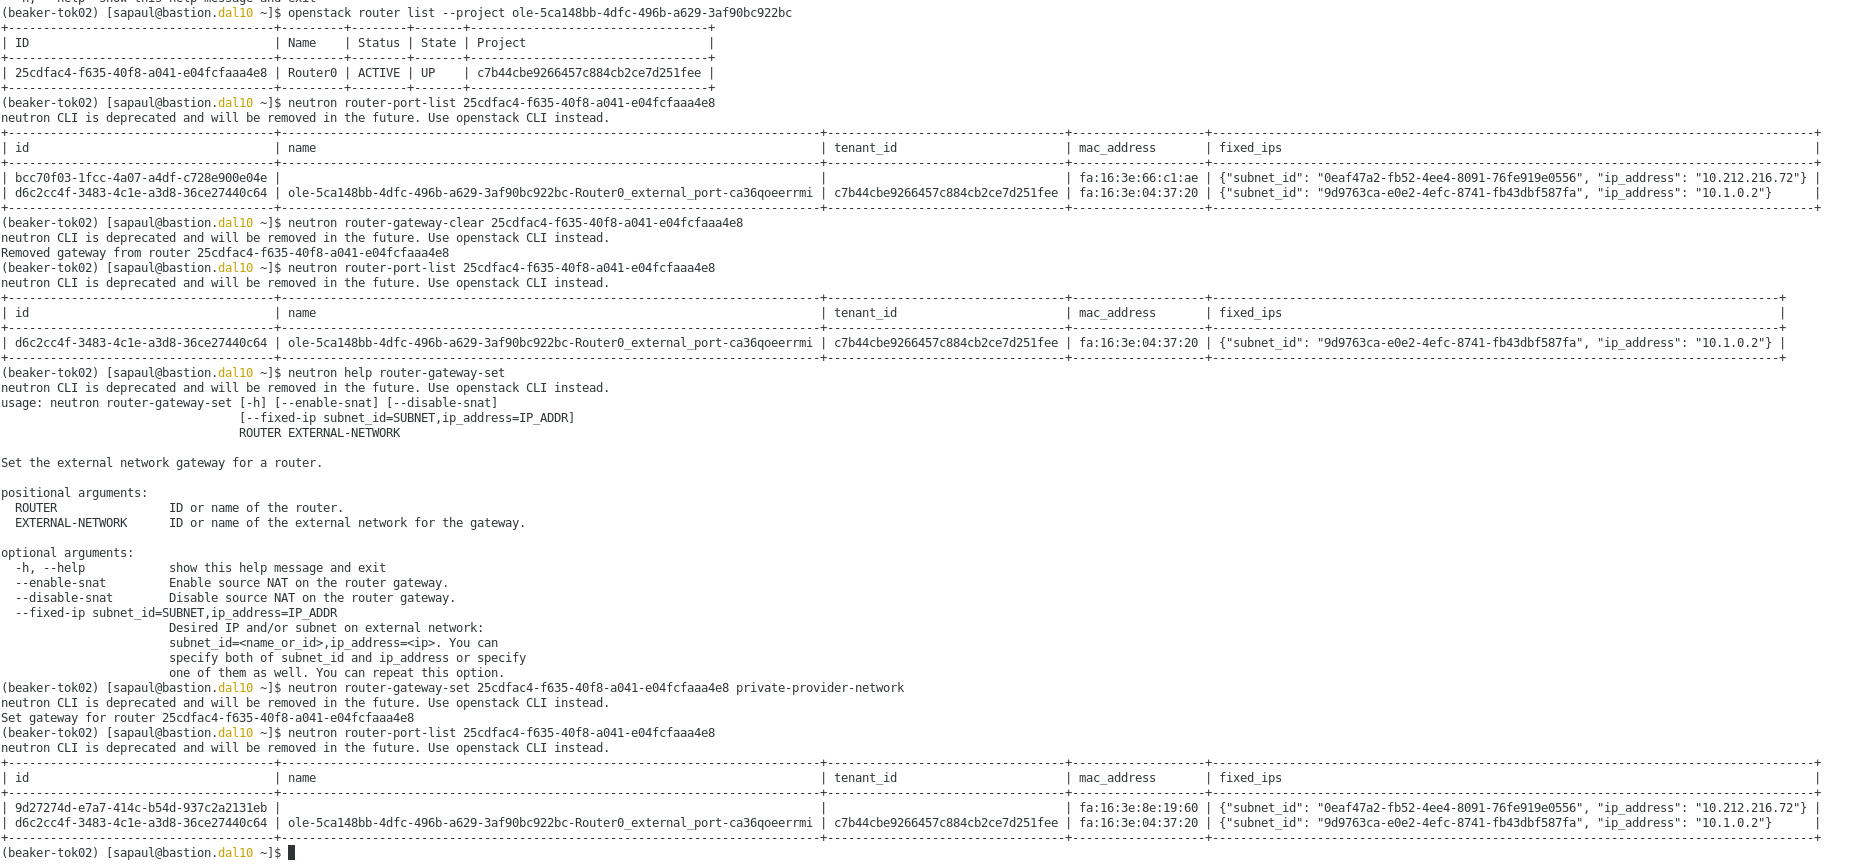 (beaker-tok02) [sapaul@bastion.dal10 ~]$ openstack router list --project ole-5ca148bb-4dfc-496b-a629-3af90bc922bc
+--------------------------------------+---------+--------+-------+----------------------------------+
| ID                                   | Name    | Status | State | Project                          |
+--------------------------------------+---------+--------+-------+----------------------------------+
| 25cdfac4-f635-40f8-a041-e04fcfaaa4e8 | Router0 | ACTIVE | UP    | c7b44cbe9266457c884cb2ce7d251fee |
+--------------------------------------+---------+--------+-------+----------------------------------+
(beaker-tok02) [sapaul@bastion.dal10 ~]$ neutron router-port-list 25cdfac4-f635-40f8-a041-e04fcfaaa4e8
neutron CLI is deprecated and will be removed in the future. Use openstack CLI instead.
| id | name | tenant_id | mac_address | fixed_ips |
| bcc70f03-1fcc-4a07-a4df-c728e900e04e | | | fa:16:3e:66:c1:ae | {"subnet_id": "0eaf47a2-fb52-4ee4-8091-76fe919e0556", "ip_address": "10.212.216.72"} |
| d6c2cc4f-3483-4c1e-a3d8-36ce27440c64 | ole-5ca148bb-4dfc-496b-a629-3af90bc922bc-Router0_external_port-ca36qoeerrmi | c7b44cbe9266457c884cb2ce7d251fee | fa:16:3e:04:37:20 | {"subnet_id": "9d9763ca-e0e2-4efc-8741-fb43dbf587fa", "ip_address": "10.1.0.2"} |
(beaker-tok02) [sapaul@bastion.dal10 ~]$ neutron router-gateway-clear 25cdfac4-f635-40f8-a041-e04fcfaaa4e8
neutron CLI is deprecated and will be removed in the future. Use openstack CLI instead.
Removed gateway from router 25cdfac4-f635-40f8-a041-e04fcfaaa4e8
(beaker-tok02) [sapaul@bastion.dal10 ~]$ neutron router-port-list 25cdfac4-f635-40f8-a041-e04fcfaaa4e8
neutron CLI is deprecated and will be removed in the future. Use openstack CLI instead.
| id | name | tenant_id | mac_address | fixed_ips |
| d6c2cc4f-3483-4c1e-a3d8-36ce27440c64 | ole-5ca148bb-4dfc-496b-a629-3af90bc922bc-Router0_external_port-ca36qoeerrmi | c7b44cbe9266457c884cb2ce7d251fee | fa:16:3e:04:37:20 | {"subnet_id": "9d9763ca-e0e2-4efc-8741-fb43dbf587fa", "ip_address": "10.1.0.2"} |
(beaker-tok02) [sapaul@bastion.dal10 ~]$ neutron help router-gateway-set
neutron CLI is deprecated and will be removed in the future. Use openstack CLI instead.
usage: neutron router-gateway-set [-h] [--enable-snat] [--disable-snat]
                                  [--fixed-ip subnet_id=SUBNET,ip_address=IP_ADDR]
                                  ROUTER EXTERNAL-NETWORK

Set the external network gateway for a router.

positional arguments:
  ROUTER                ID or name of the router.
  EXTERNAL-NETWORK      ID or name of the external network for the gateway.

optional arguments:
  -h, --help            show this help message and exit
  --enable-snat         Enable source NAT on the router gateway.
  --disable-snat        Disable source NAT on the router gateway.
  --fixed-ip subnet_id=SUBNET,ip_address=IP_ADDR
                        Desired IP and/or subnet on external network:
                        subnet_id=<name_or_id>,ip_address=<ip>. You can
                        specify both of subnet_id and ip_address or specify
                        one of them as well. You can repeat this option.
(beaker-tok02) [sapaul@bastion.dal10 ~]$ neutron router-gateway-set 25cdfac4-f635-40f8-a041-e04fcfaaa4e8 private-provider-network
neutron CLI is deprecated and will be removed in the future. Use openstack CLI instead.
Set gateway for router 25cdfac4-f635-40f8-a041-e04fcfaaa4e8
(beaker-tok02) [sapaul@bastion.dal10 ~]$ neutron router-port-list 25cdfac4-f635-40f8-a041-e04fcfaaa4e8
neutron CLI is deprecated and will be removed in the future. Use openstack CLI instead.
| id | name | tenant_id | mac_address | fixed_ips |
| 9d27274d-e7a7-414c-b54d-937c2a2131eb | | | fa:16:3e:8e:19:60 | {"subnet_id": "0eaf47a2-fb52-4ee4-8091-76fe919e0556", "ip_address": "10.212.216.72"} |
| d6c2cc4f-3483-4c1e-a3d8-36ce27440c64 | ole-5ca148bb-4dfc-496b-a629-3af90bc922bc-Router0_external_port-ca36qoeerrmi | c7b44cbe9266457c884cb2ce7d251fee | fa:16:3e:04:37:20 | {"subnet_id": "9d9763ca-e0e2-4efc-8741-fb43dbf587fa", "ip_address": "10.1.0.2"} |
(beaker-tok02) [sapaul@bastion.dal10 ~]$